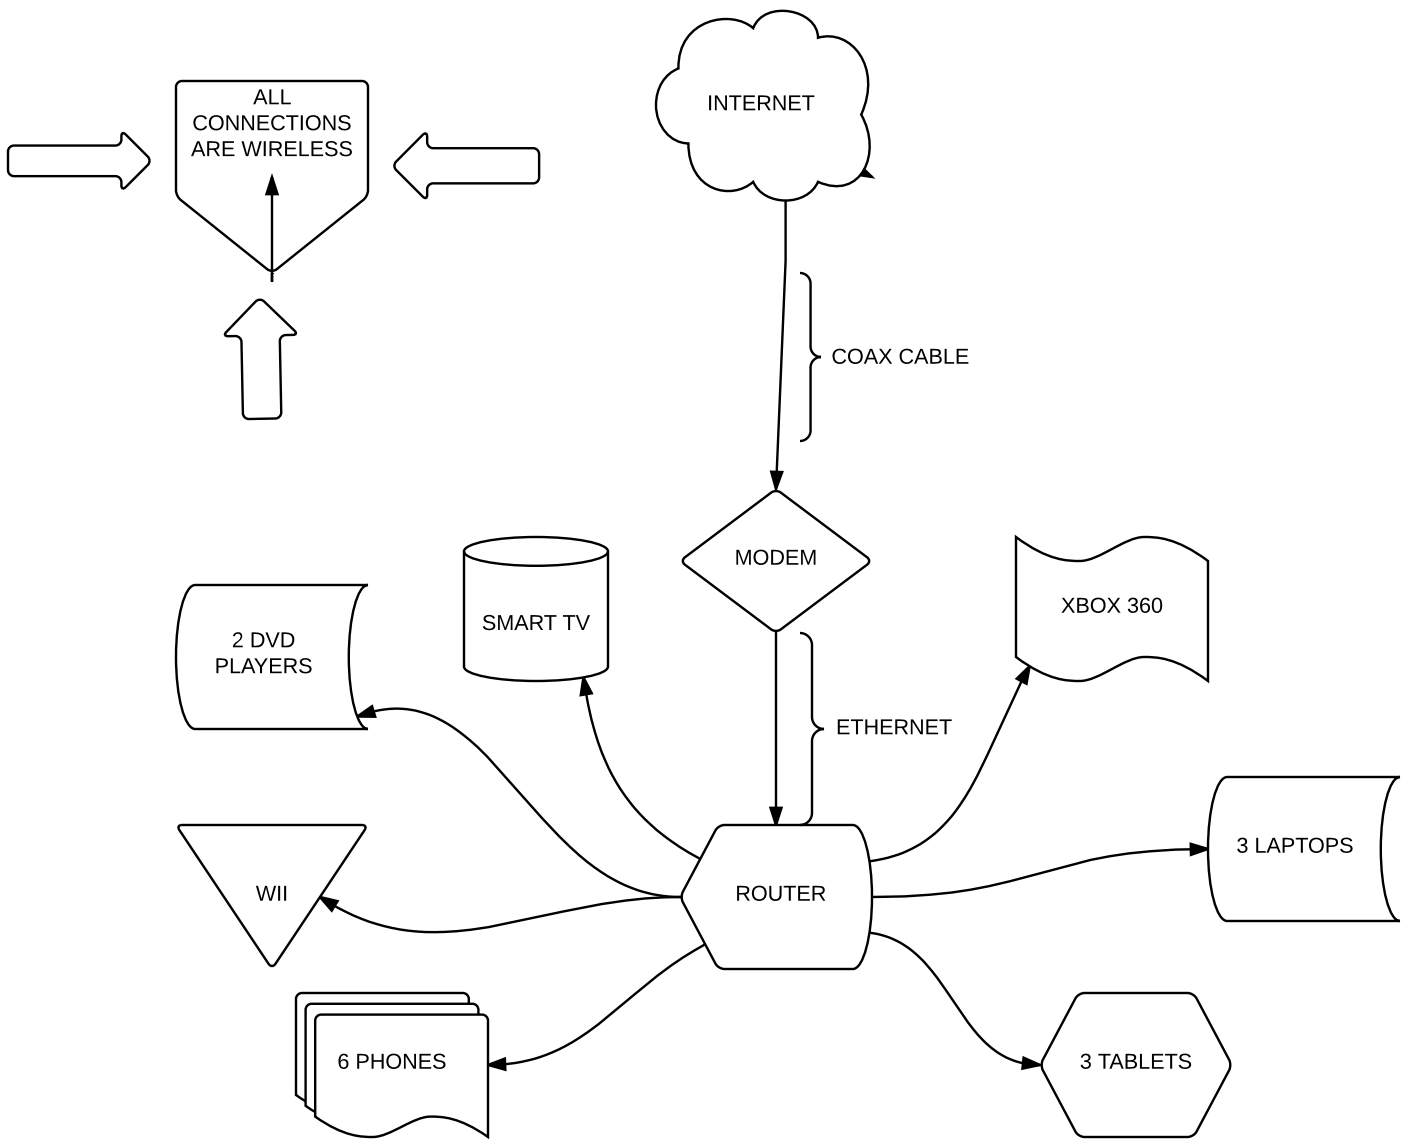 INTERNET
ALL
CONNECTIONS
ARE WIRELESS
COAX CABLE
MODEM
XBOX 360
SMART TV
2 DVD
PLAYERS
ETHERNET
3 LAPTOPS
WII
ROUTER
6 PHONES
3 TABLETS